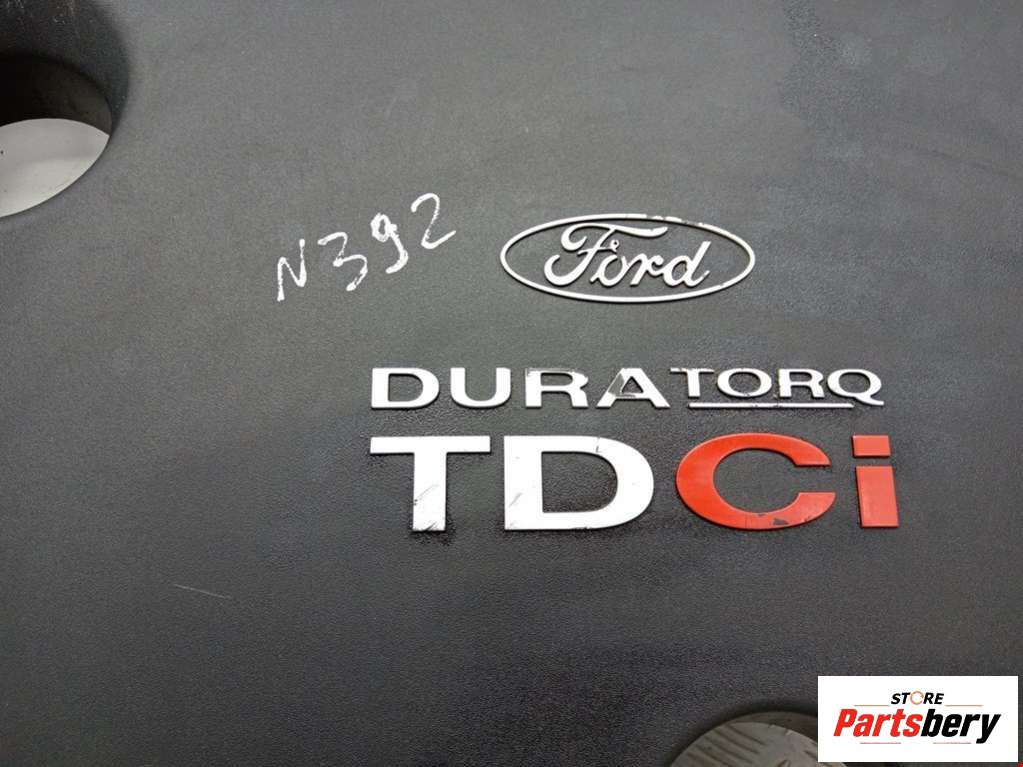 N392
Ford
DURATORQ
TDCi
STORE
Partsbery